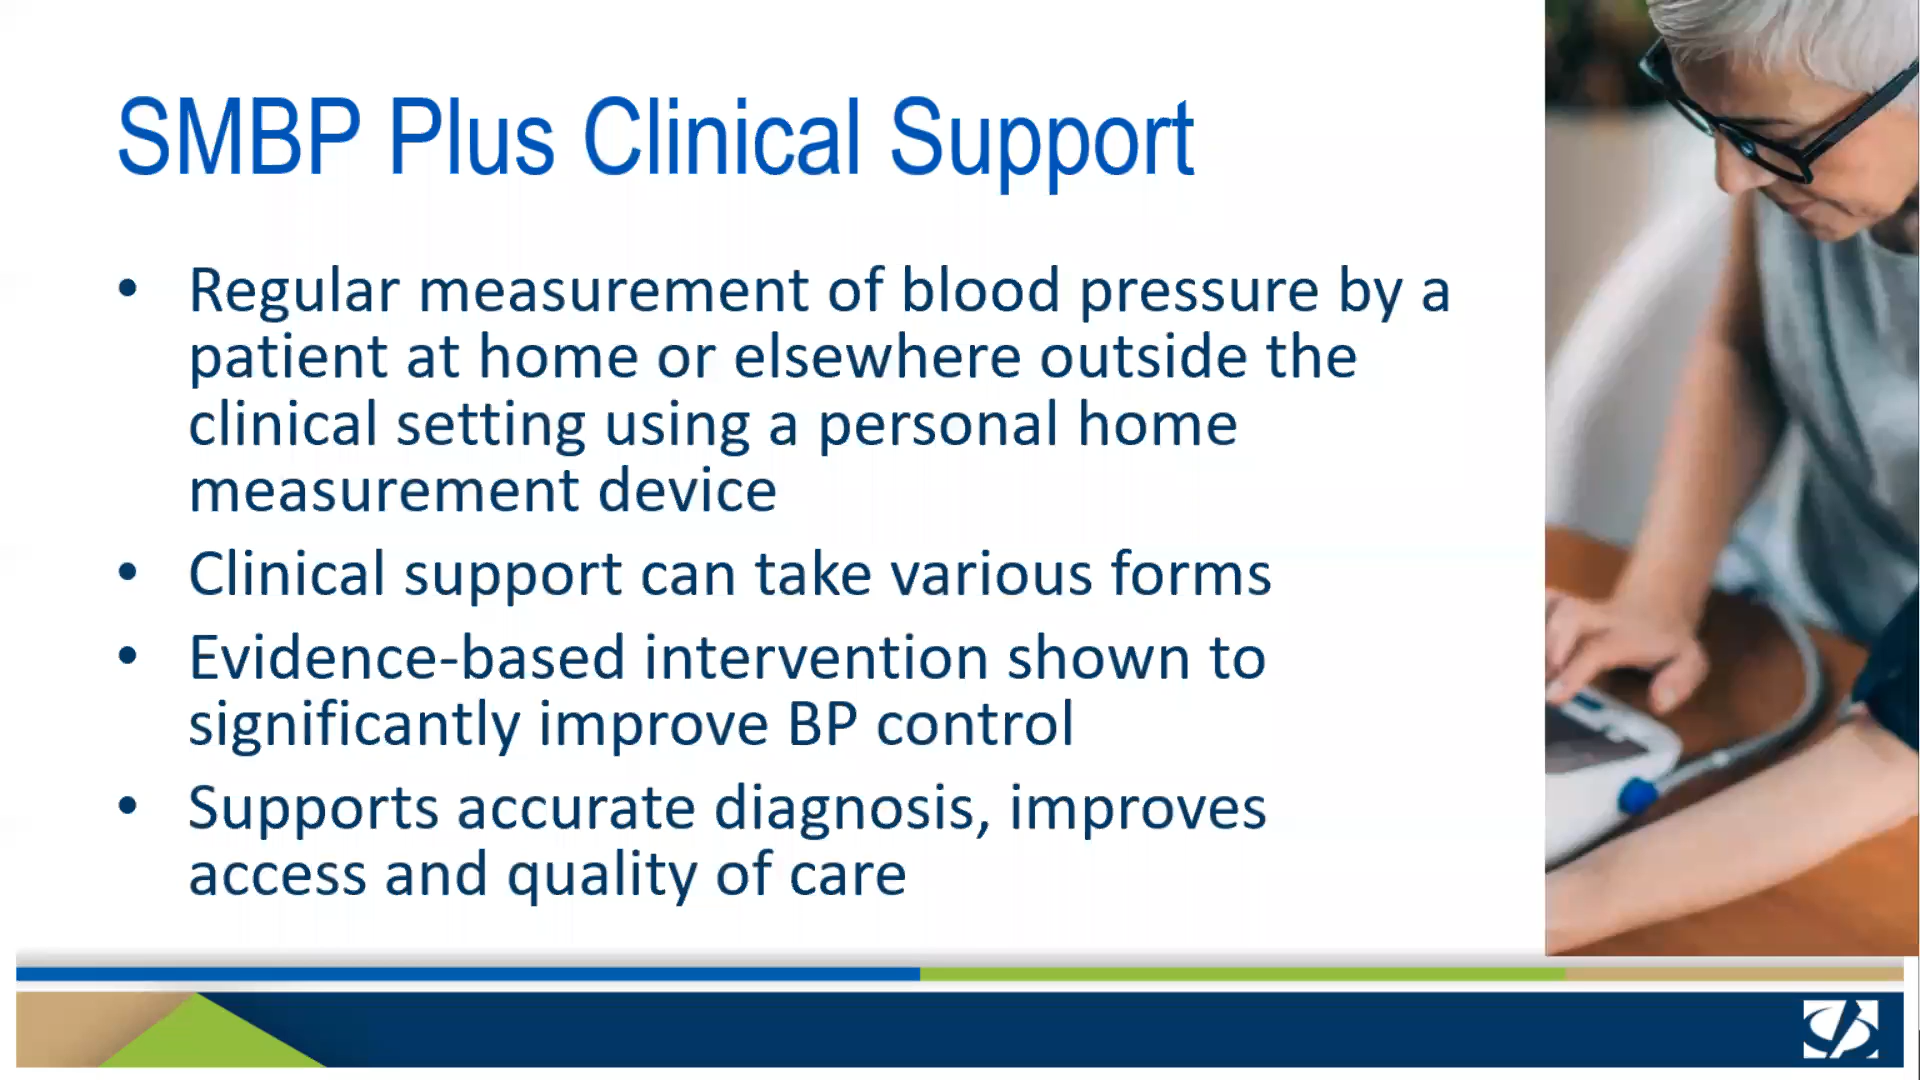 SMBP Plus Clinical Support
• Regular measurement of blood pressure by a
patient at home or elsewhere outside the
clinical setting using a personal home
measurement device
• Clinical support can take various forms
• Evidence-based intervention shown to
significantly improve BP control
• Supports accurate diagnosis, improves
access and quality of care